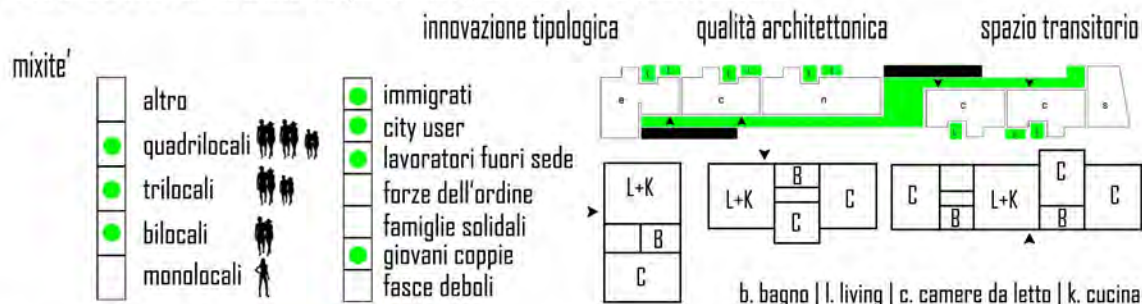 innovazione tipologica
qualità architettonica
spazio transitorio
mixite'
altro
quadrilocali
trilocali
bilocali
monolocali
immigrati
city user
lavoratori fuori sede
forze dell'ordine
famiglie solidali
giovani coppie
fasce deboli
e c n c c s
L+K
B
C
L+K
B
C
C
C
B
L+K
C
B
C
b. bagno | l. living | c. camere da letto | k. cucina